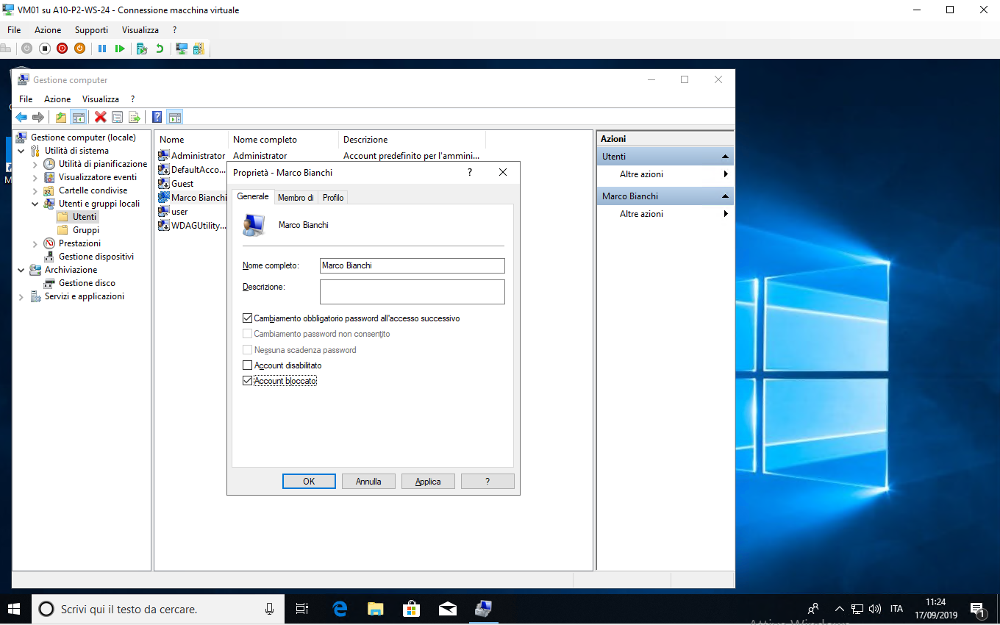 VM01 su A10-P2-WS-24 - Connessione macchina virtuale
File Azione Supporti Visualizza ?
Gestione computer
File Azione Visualizza ?
Gestione computer (locale)
Utilità di sistema
Utilità di pianificazione
Visualizzatore eventi
Cartelle condivise
Utenti e gruppi locali
Utenti
Gruppi
Prestazioni
Gestione dispositivi
Archiviazione
Gestione disco
Servizi e applicazioni
Nome Nome completo Descrizione
Administrator Administrator Account predefinito per l'ammini...
DefaultAcco...
Guest
Marco Bianchi
user
WDAGUtility...
Proprietà - Marco Bianchi ?
Generale Membro di Profilo
Marco Bianchi
Nome completo: Marco Bianchi
Descrizione:
Cambiamento obbligatorio password all'accesso successivo
Cambiamento password non consentito
Nessuna scadenza password
Account disabilitato
Account bloccato
OK Annulla Applica ?
Azioni
Utenti
Altre azioni
Marco Bianchi
Altre azioni
Scrivi qui il testo da cercare.
ITA
11:24
17/09/2019
1